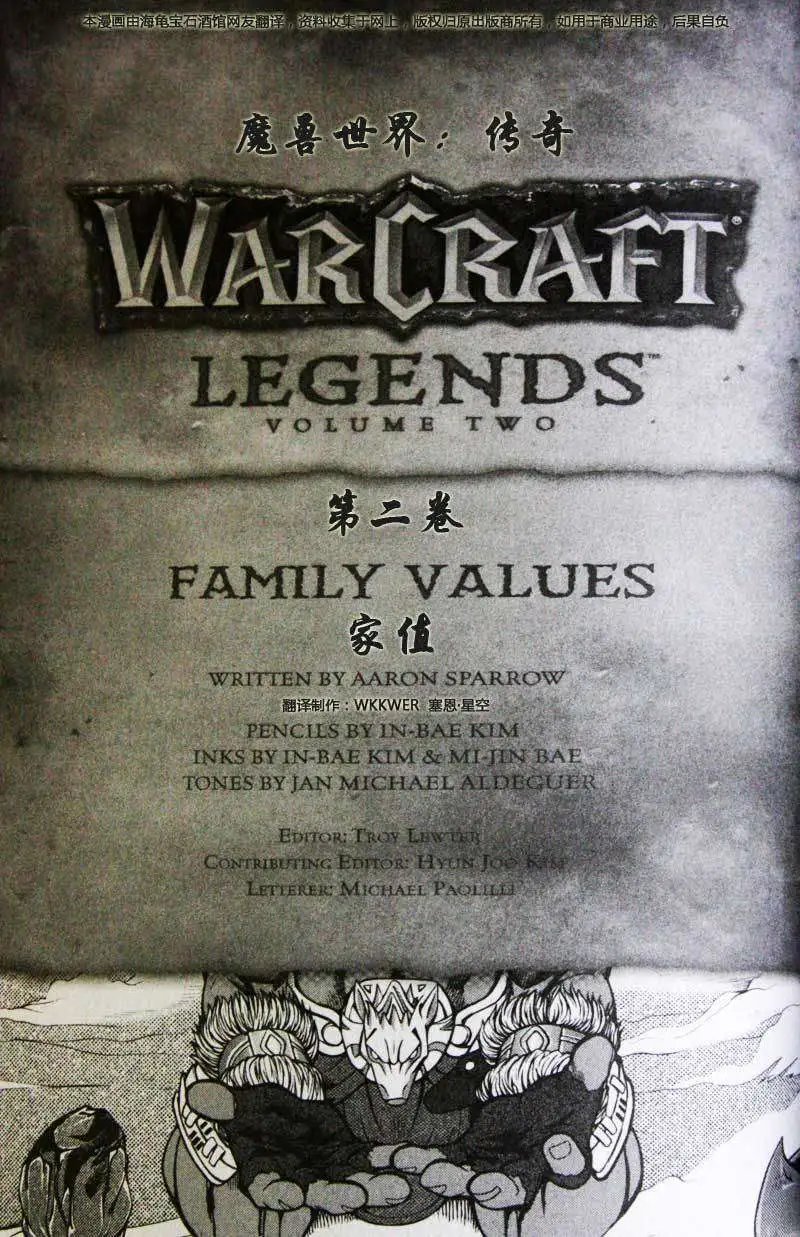 本漫画由海龟宝石酒馆网友翻译，资料收集于网上，版权归原出版商所有，如用于商业用途，后果自负
魔兽世界：传奇
WARCRAFT®
LEGENDS™
VOLUME TWO
第二卷
FAMILY VALUES
家值
WRITTEN BY AARON SPARROW
翻译制作：WKKWER 塞恩·星空
PENCILS BY IN-BAE KIM
INKS BY IN-BAE KIM & MI-JIN BAE
TONES BY JAN MICHAEL ALDEGUER
EDITOR: TROY LEWTER
CONTRIBUTING EDITOR: HYUN JOO KIM
LETTERER: MICHAEL PAOLILLI